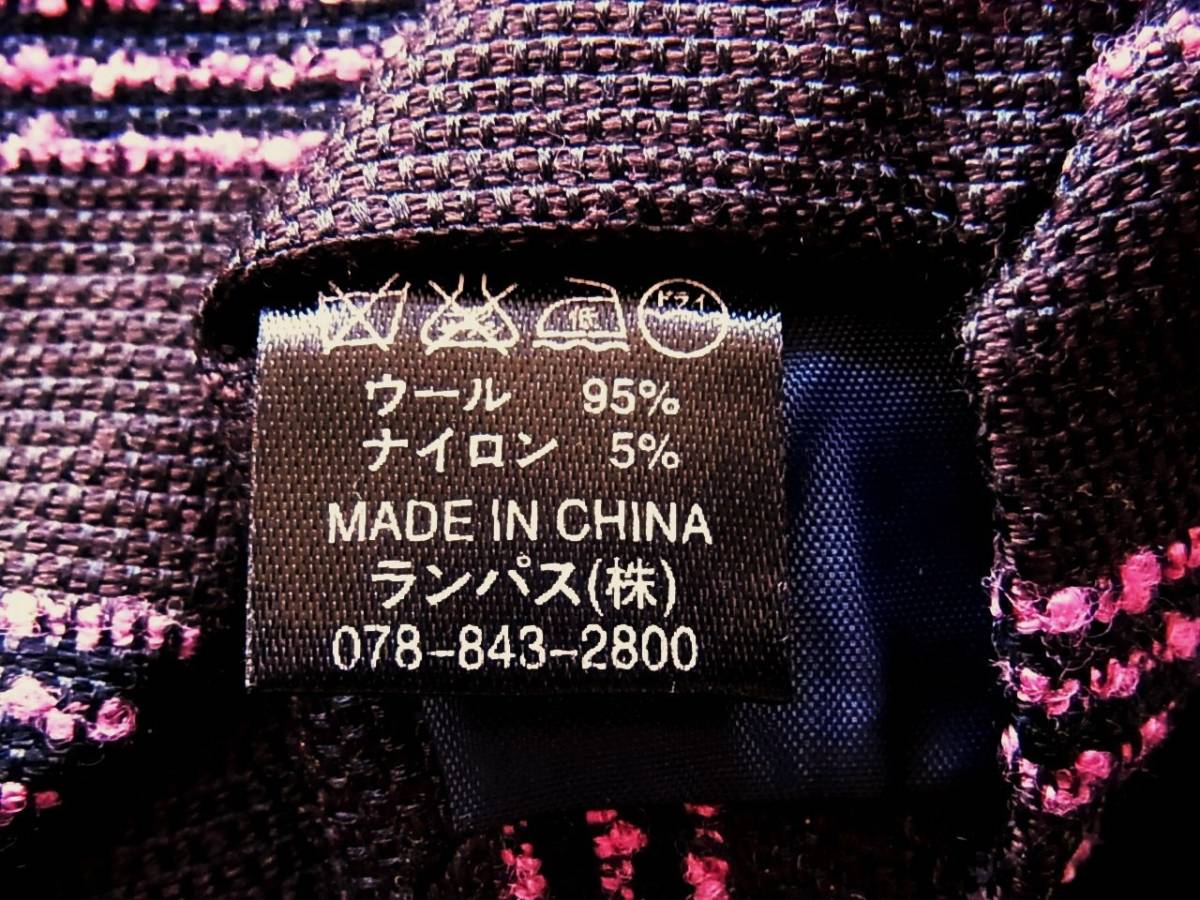 低 ドライ
ウール 95%
ナイロン 5%
MADE IN CHINA
ランパス(株)
078-843-2800